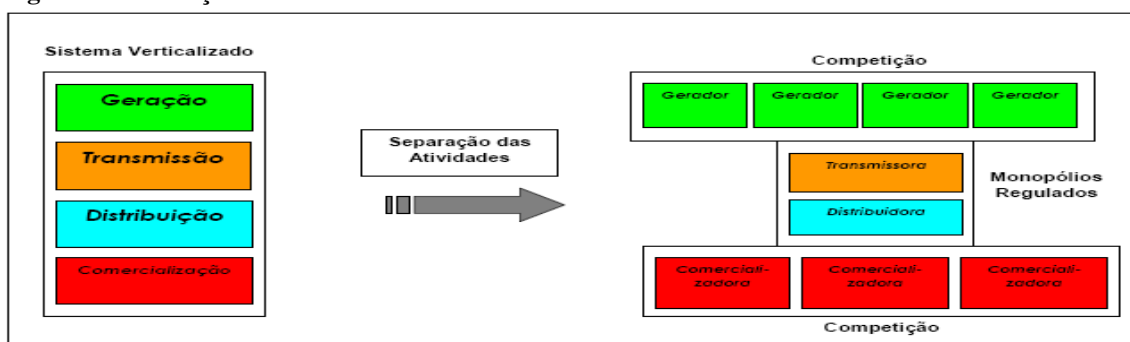 Sistema Verticalizado
Geração
Transmissão
Distribuição
Comercialização
Separação das
Atividades
Competição
Gerador
Gerador
Gerador
Gerador
Transmissora
Distribuidora
Monopólios
Regulados
Comerciali-
zadora
Comerciali-
zadora
Comerciali-
zadora
Competição